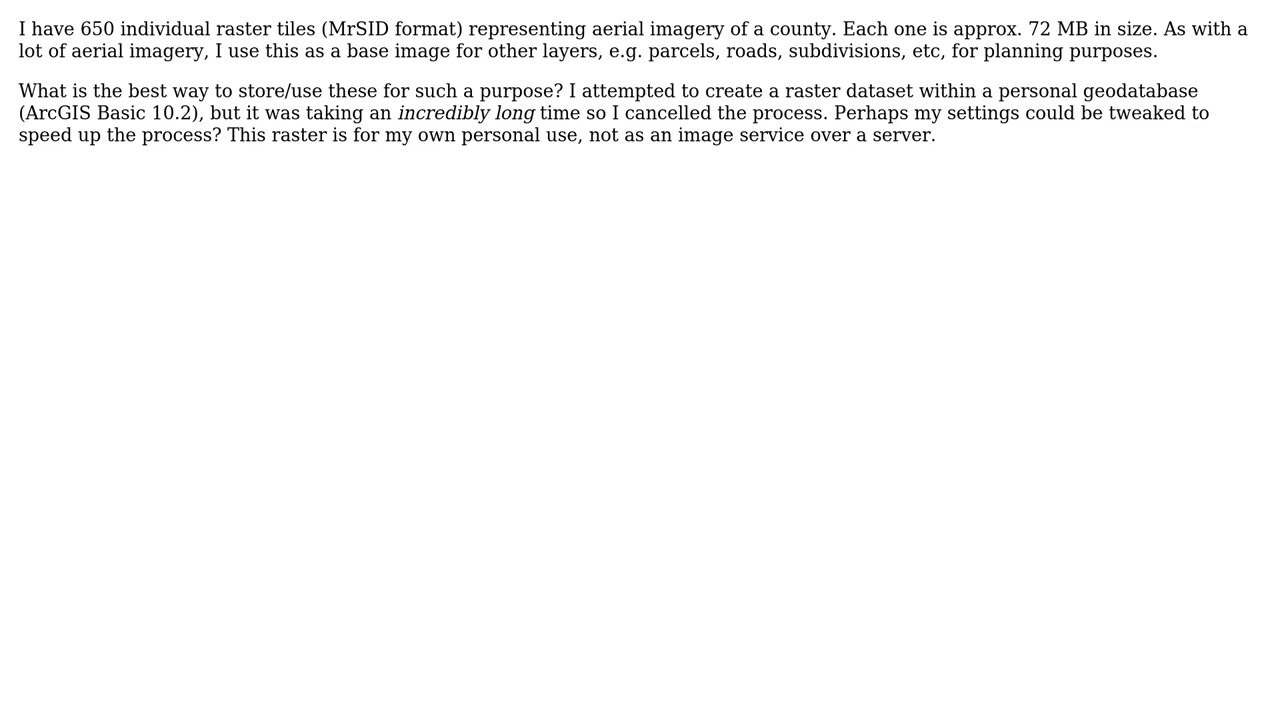 I have 650 individual raster tiles (MrSID format) representing aerial imagery of a county. Each one is approx. 72 MB in size. As with a
lot of aerial imagery, I use this as a base image for other layers, e.g. parcels, roads, subdivisions, etc, for planning purposes.
What is the best way to store/use these for such a purpose? I attempted to create a raster dataset within a personal geodatabase
(ArcGIS Basic 10.2), but it was taking an incredibly long time so I cancelled the process. Perhaps my settings could be tweaked to
speed up the process? This raster is for my own personal use, not as an image service over a server.